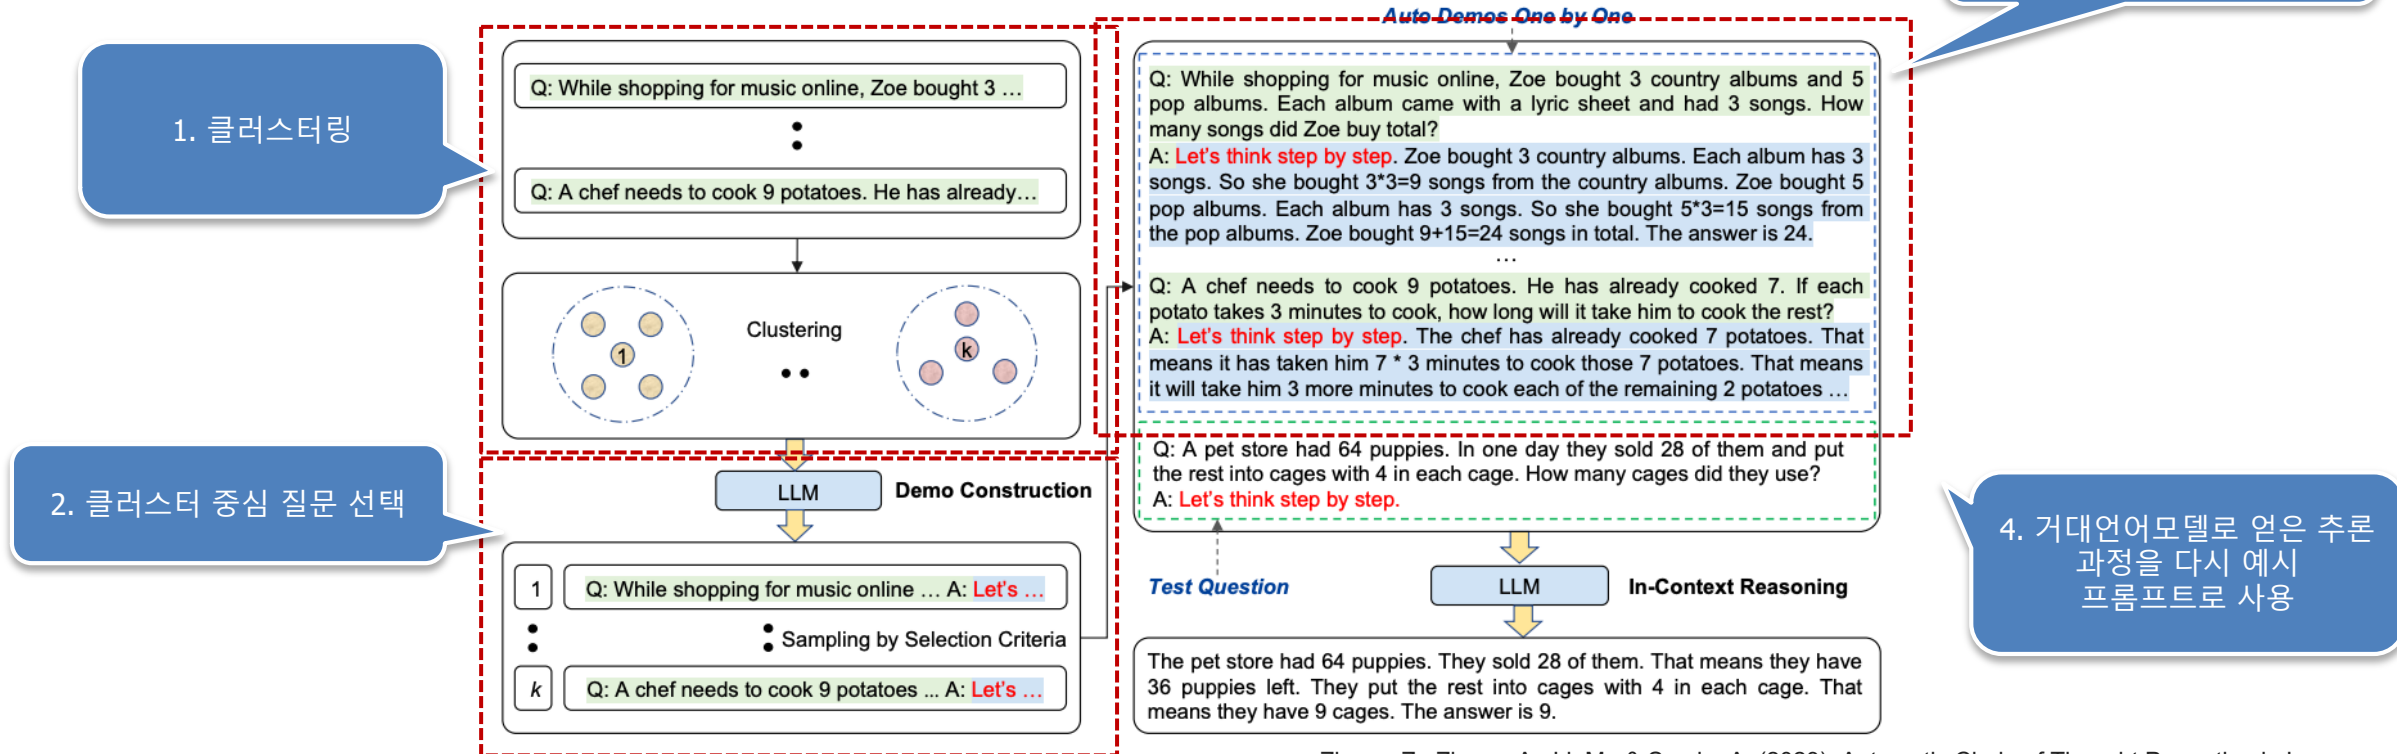 1. 클러스터링
Q: While shopping for music online, Zoe bought 3 …
Q: A chef needs to cook 9 potatoes. He has already…
1
Clustering
k
2. 클러스터 중심 질문 선택
LLM
Demo Construction
1
Q: While shopping for music online … A: Let's …
Sampling by Selection Criteria
k
Q: A chef needs to cook 9 potatoes ... A: Let's …
Auto Demos One by One
Q: While shopping for music online, Zoe bought 3 country albums and 5
pop albums. Each album came with a lyric sheet and had 3 songs. How
many songs did Zoe buy total?
A: Let's think step by step. Zoe bought 3 country albums. Each album has 3
songs. So she bought 3*3=9 songs from the country albums. Zoe bought 5
pop albums. Each album has 3 songs. So she bought 5*3=15 songs from
the pop albums. Zoe bought 9+15=24 songs in total. The answer is 24.
…
Q: A chef needs to cook 9 potatoes. He has already cooked 7. If each
potato takes 3 minutes to cook, how long will it take him to cook the rest?
A: Let's think step by step. The chef has already cooked 7 potatoes. That
means it has taken him 7 * 3 minutes to cook those 7 potatoes. That means
it will take him 3 more minutes to cook each of the remaining 2 potatoes …
Q: A pet store had 64 puppies. In one day they sold 28 of them and put
the rest into cages with 4 in each cage. How many cages did they use?
A: Let's think step by step.
Test Question
LLM
In-Context Reasoning
The pet store had 64 puppies. They sold 28 of them. That means they have
36 puppies left. They put the rest into cages with 4 in each cage. That
means they have 9 cages. The answer is 9.
4. 거대언어모델로 얻은 추론
과정을 다시 예시
프롬프트로 사용